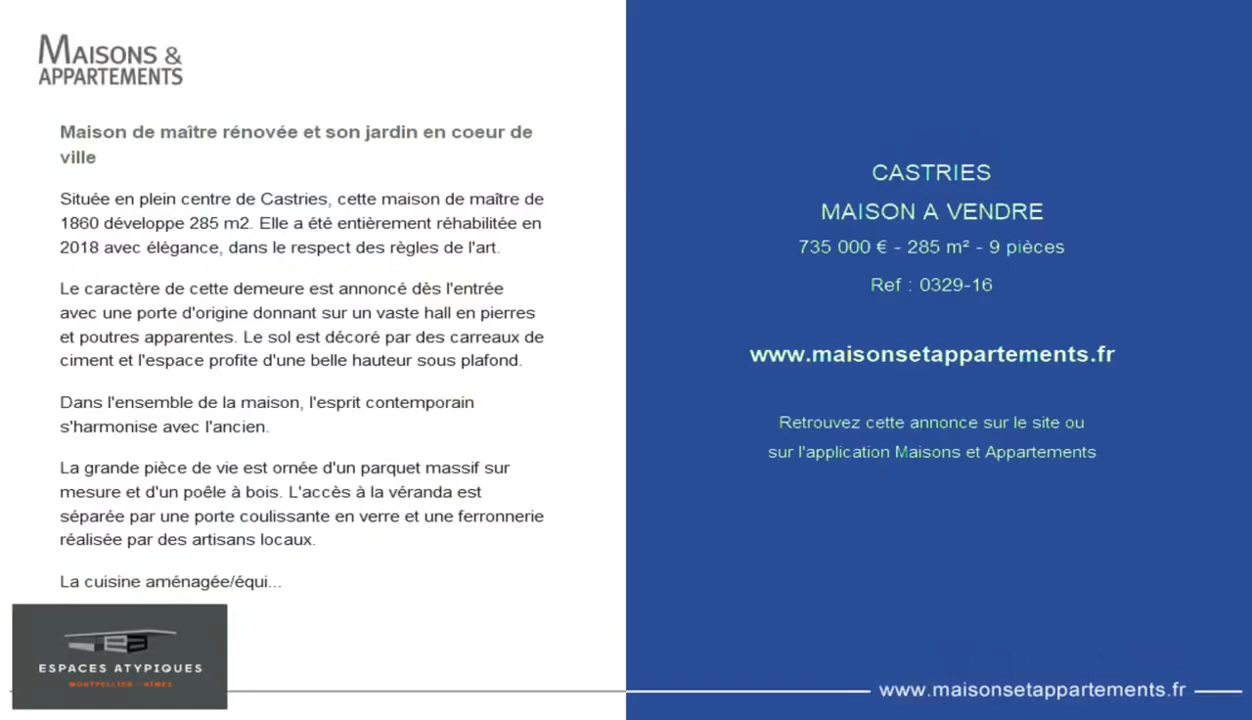 MAISONS &
APPARTEMENTS
Maison de maître rénovée et son jardin en coeur de
ville
Située en plein centre de Castries, cette maison de maître de
1860 développe 285 m2. Elle a été entièrement réhabilitée en
2018 avec élégance, dans le respect des règles de l'art.
Le caractère de cette demeure est annoncé dès l'entrée
avec une porte d'origine donnant sur un vaste hall en pierres
et poutres apparentes. Le sol est décoré par des carreaux de
ciment et l'espace profite d'une belle hauteur sous plafond.
Dans l'ensemble de la maison, l'esprit contemporain
s'harmonise avec l'ancien.
La grande pièce de vie est ornée d'un parquet massif sur
mesure et d'un poêle à bois. L'accès à la véranda est
séparée par une porte coulissante en verre et une ferronnerie
réalisée par des artisans locaux.
La cuisine aménagée/équi...
ESPACES ATYPIQUES
MONTPELLIER - NÎMES
CASTRIES
MAISON A VENDRE
735 000 € - 285 m² - 9 pièces
Ref : 0329-16
www.maisonsetappartements.fr
Retrouvez cette annonce sur le site ou
sur l'application Maisons et Appartements
www.maisonsetappartements.fr